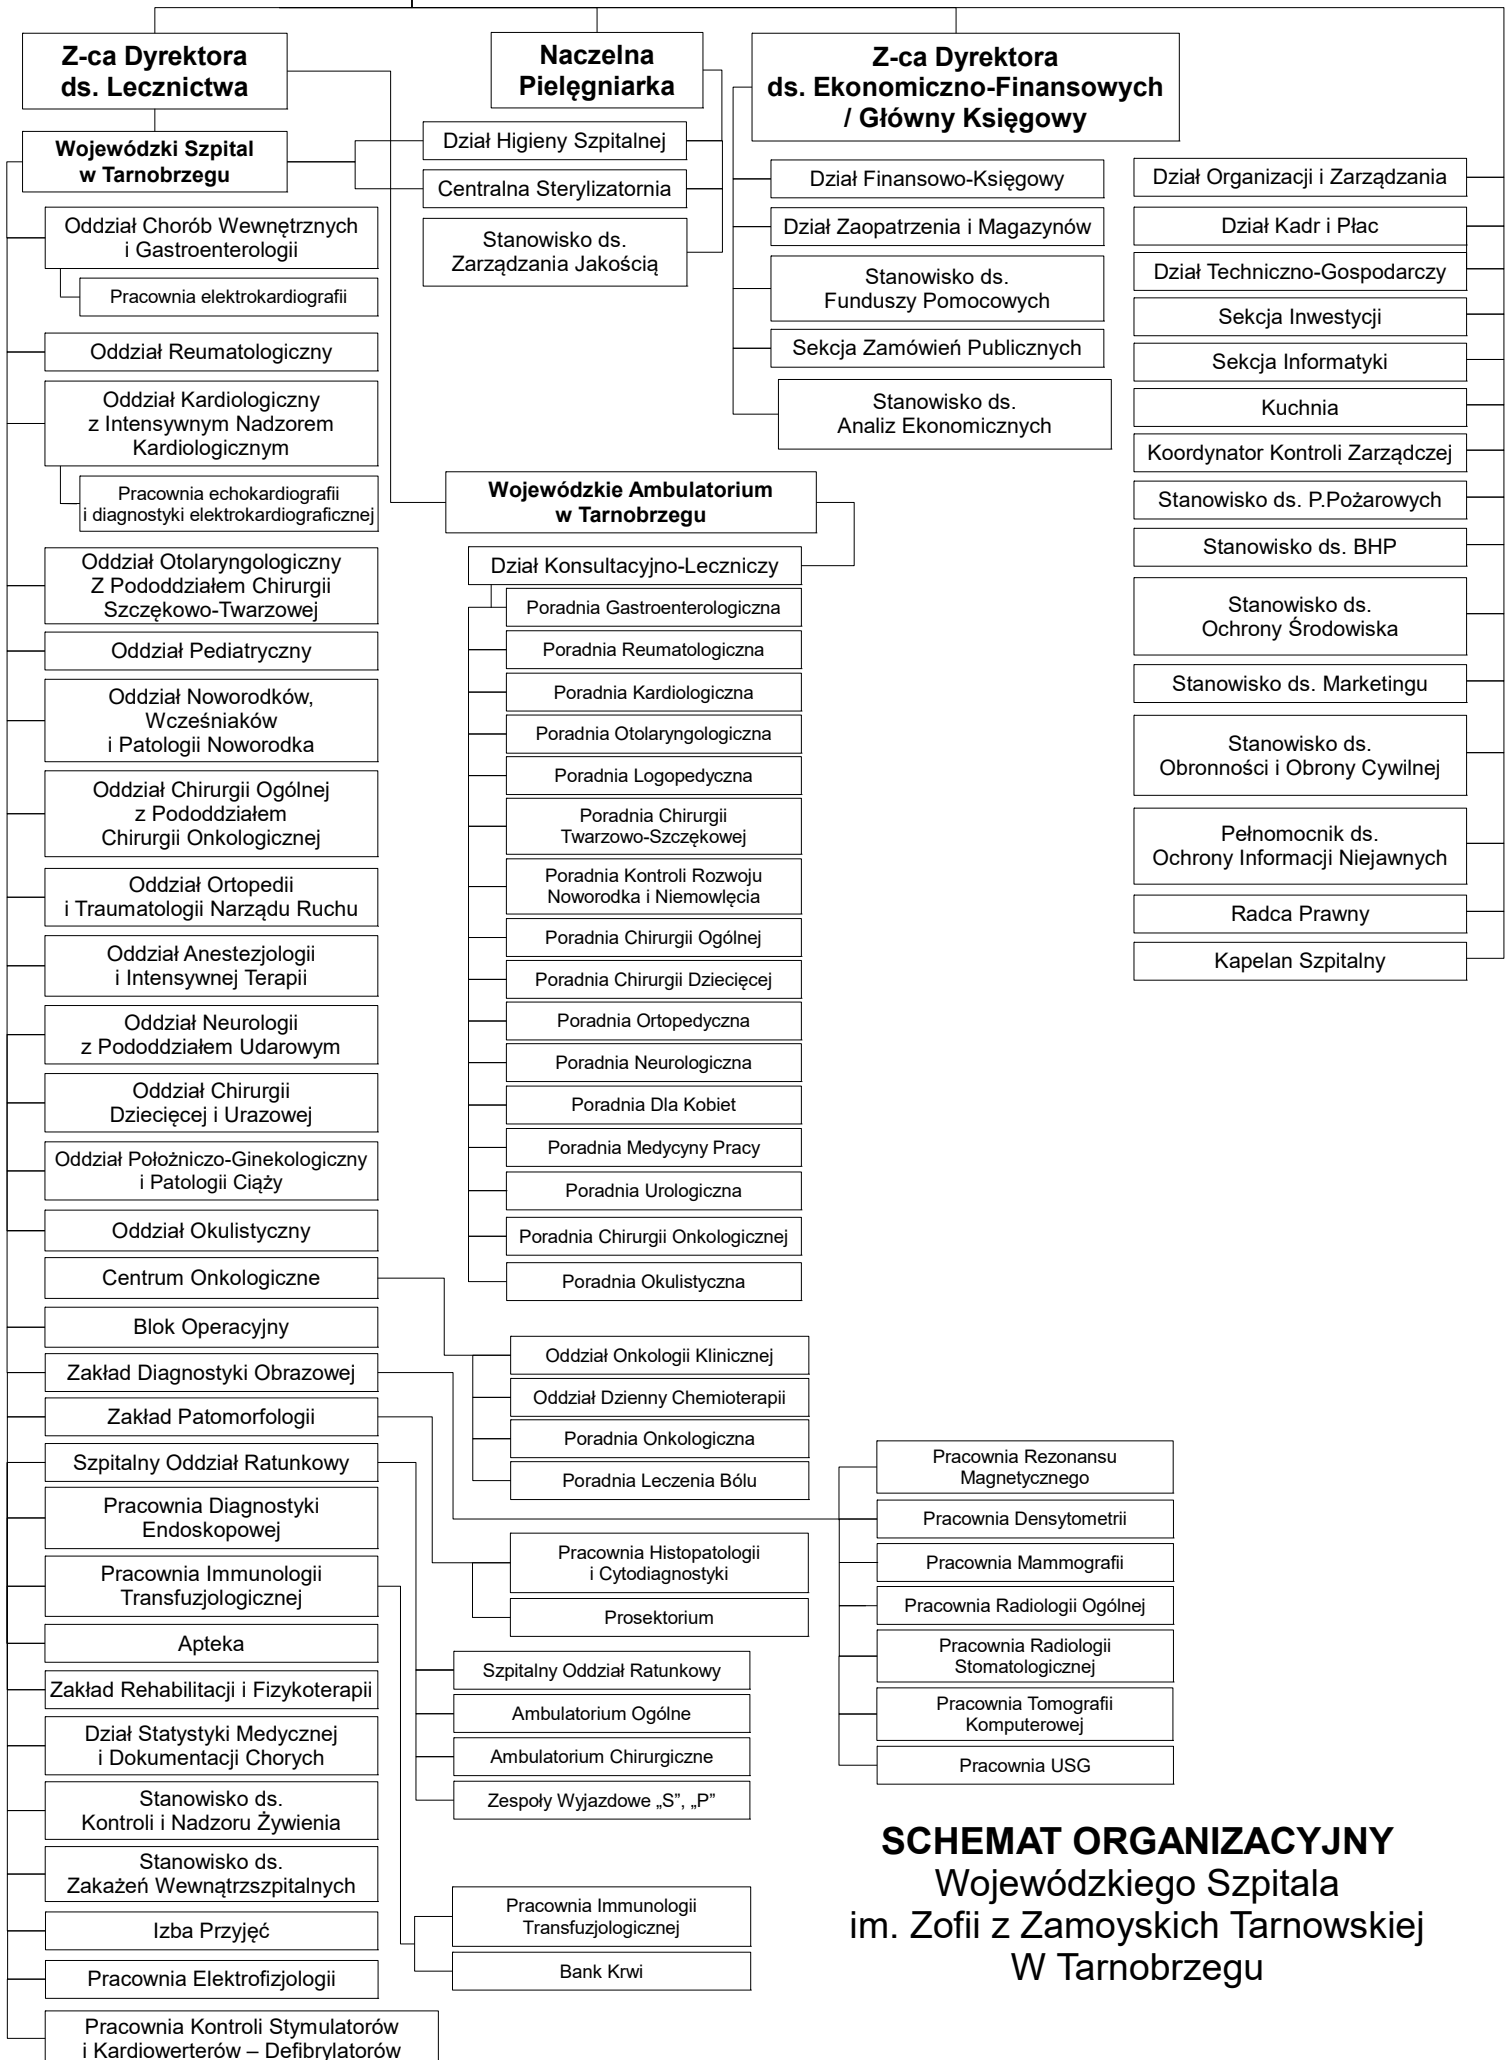 Z-ca Dyrektora
ds. Lecznictwa
Naczelna
Pielęgniarka
Z-ca Dyrektora
ds. Ekonomiczno-Finansowych
/ Główny Księgowy
Wojewódzki Szpital
w Tarnobrzegu
Oddział Chorób Wewnętrznych
i Gastroenterologii
Pracownia elektrokardiografii
Oddział Reumatologiczny
Oddział Kardiologiczny
z Intensywnym Nadzorem
Kardiologicznym
Pracownia echokardiografii
i diagnostyki elektrokardiograficznej
Oddział Otolaryngologiczny
Z Pododdziałem Chirurgii
Szczękowo-Twarzowej
Oddział Pediatryczny
Oddział Noworodków,
Wcześniaków
i Patologii Noworodka
Oddział Chirurgii Ogólnej
z Pododdziałem
Chirurgii Onkologicznej
Oddział Ortopedii
i Traumatologii Narządu Ruchu
Oddział Anestezjologii
i Intensywnej Terapii
Oddział Neurologii
z Pododdziałem Udarowym
Oddział Chirurgii
Dziecięcej i Urazowej
Oddział Położniczo-Ginekologiczny
i Patologii Ciąży
Oddział Okulistyczny
Centrum Onkologiczne
Blok Operacyjny
Zakład Diagnostyki Obrazowej
Zakład Patomorfologii
Szpitalny Oddział Ratunkowy
Pracownia Diagnostyki
Endoskopowej
Pracownia Immunologii
Transfuzjologicznej
Apteka
Zakład Rehabilitacji i Fizykoterapii
Dział Statystyki Medycznej
i Dokumentacji Chorych
Stanowisko ds.
Kontroli i Nadzoru Żywienia
Stanowisko ds.
Zakażeń Wewnątrzszpitalnych
Izba Przyjęć
Pracownia Elektrofizjologii
Pracownia Kontroli Stymulatorów
i Kardiowerterów – Defibrylatorów
Dział Higieny Szpitalnej
Centralna Sterylizatornia
Stanowisko ds.
Zarządzania Jakością
Wojewódzkie Ambulatorium
w Tarnobrzegu
Dział Konsultacyjno-Leczniczy
Poradnia Gastroenterologiczna
Poradnia Reumatologiczna
Poradnia Kardiologiczna
Poradnia Otolaryngologiczna
Poradnia Logopedyczna
Poradnia Chirurgii
Twarzowo-Szczękowej
Poradnia Kontroli Rozwoju
Noworodka i Niemowlęcia
Poradnia Chirurgii Ogólnej
Poradnia Chirurgii Dziecięcej
Poradnia Ortopedyczna
Poradnia Neurologiczna
Poradnia Dla Kobiet
Poradnia Medycyny Pracy
Poradnia Urologiczna
Poradnia Chirurgii Onkologicznej
Poradnia Okulistyczna
Oddział Onkologii Klinicznej
Oddział Dzienny Chemioterapii
Poradnia Onkologiczna
Poradnia Leczenia Bólu
Pracownia Histopatologii
i Cytodiagnostyki
Prosektorium
Szpitalny Oddział Ratunkowy
Ambulatorium Ogólne
Ambulatorium Chirurgiczne
Zespoły Wyjazdowe „S”, „P”
Pracownia Immunologii
Transfuzjologicznej
Bank Krwi
Dział Finansowo-Księgowy
Dział Zaopatrzenia i Magazynów
Stanowisko ds.
Funduszy Pomocowych
Sekcja Zamówień Publicznych
Stanowisko ds.
Analiz Ekonomicznych
Dział Organizacji i Zarządzania
Dział Kadr i Płac
Dział Techniczno-Gospodarczy
Sekcja Inwestycji
Sekcja Informatyki
Kuchnia
Koordynator Kontroli Zarządczej
Stanowisko ds. P.Pożarowych
Stanowisko ds. BHP
Stanowisko ds.
Ochrony Środowiska
Stanowisko ds. Marketingu
Stanowisko ds.
Obronności i Obrony Cywilnej
Pełnomocnik ds.
Ochrony Informacji Niejawnych
Radca Prawny
Kapelan Szpitalny
Pracownia Rezonansu
Magnetycznego
Pracownia Densytometrii
Pracownia Mammografii
Pracownia Radiologii Ogólnej
Pracownia Radiologii
Stomatologicznej
Pracownia Tomografii
Komputerowej
Pracownia USG
SCHEMAT ORGANIZACYJNY
Wojewódzkiego Szpitala
im. Zofii z Zamoyskich Tarnowskiej
W Tarnobrzegu